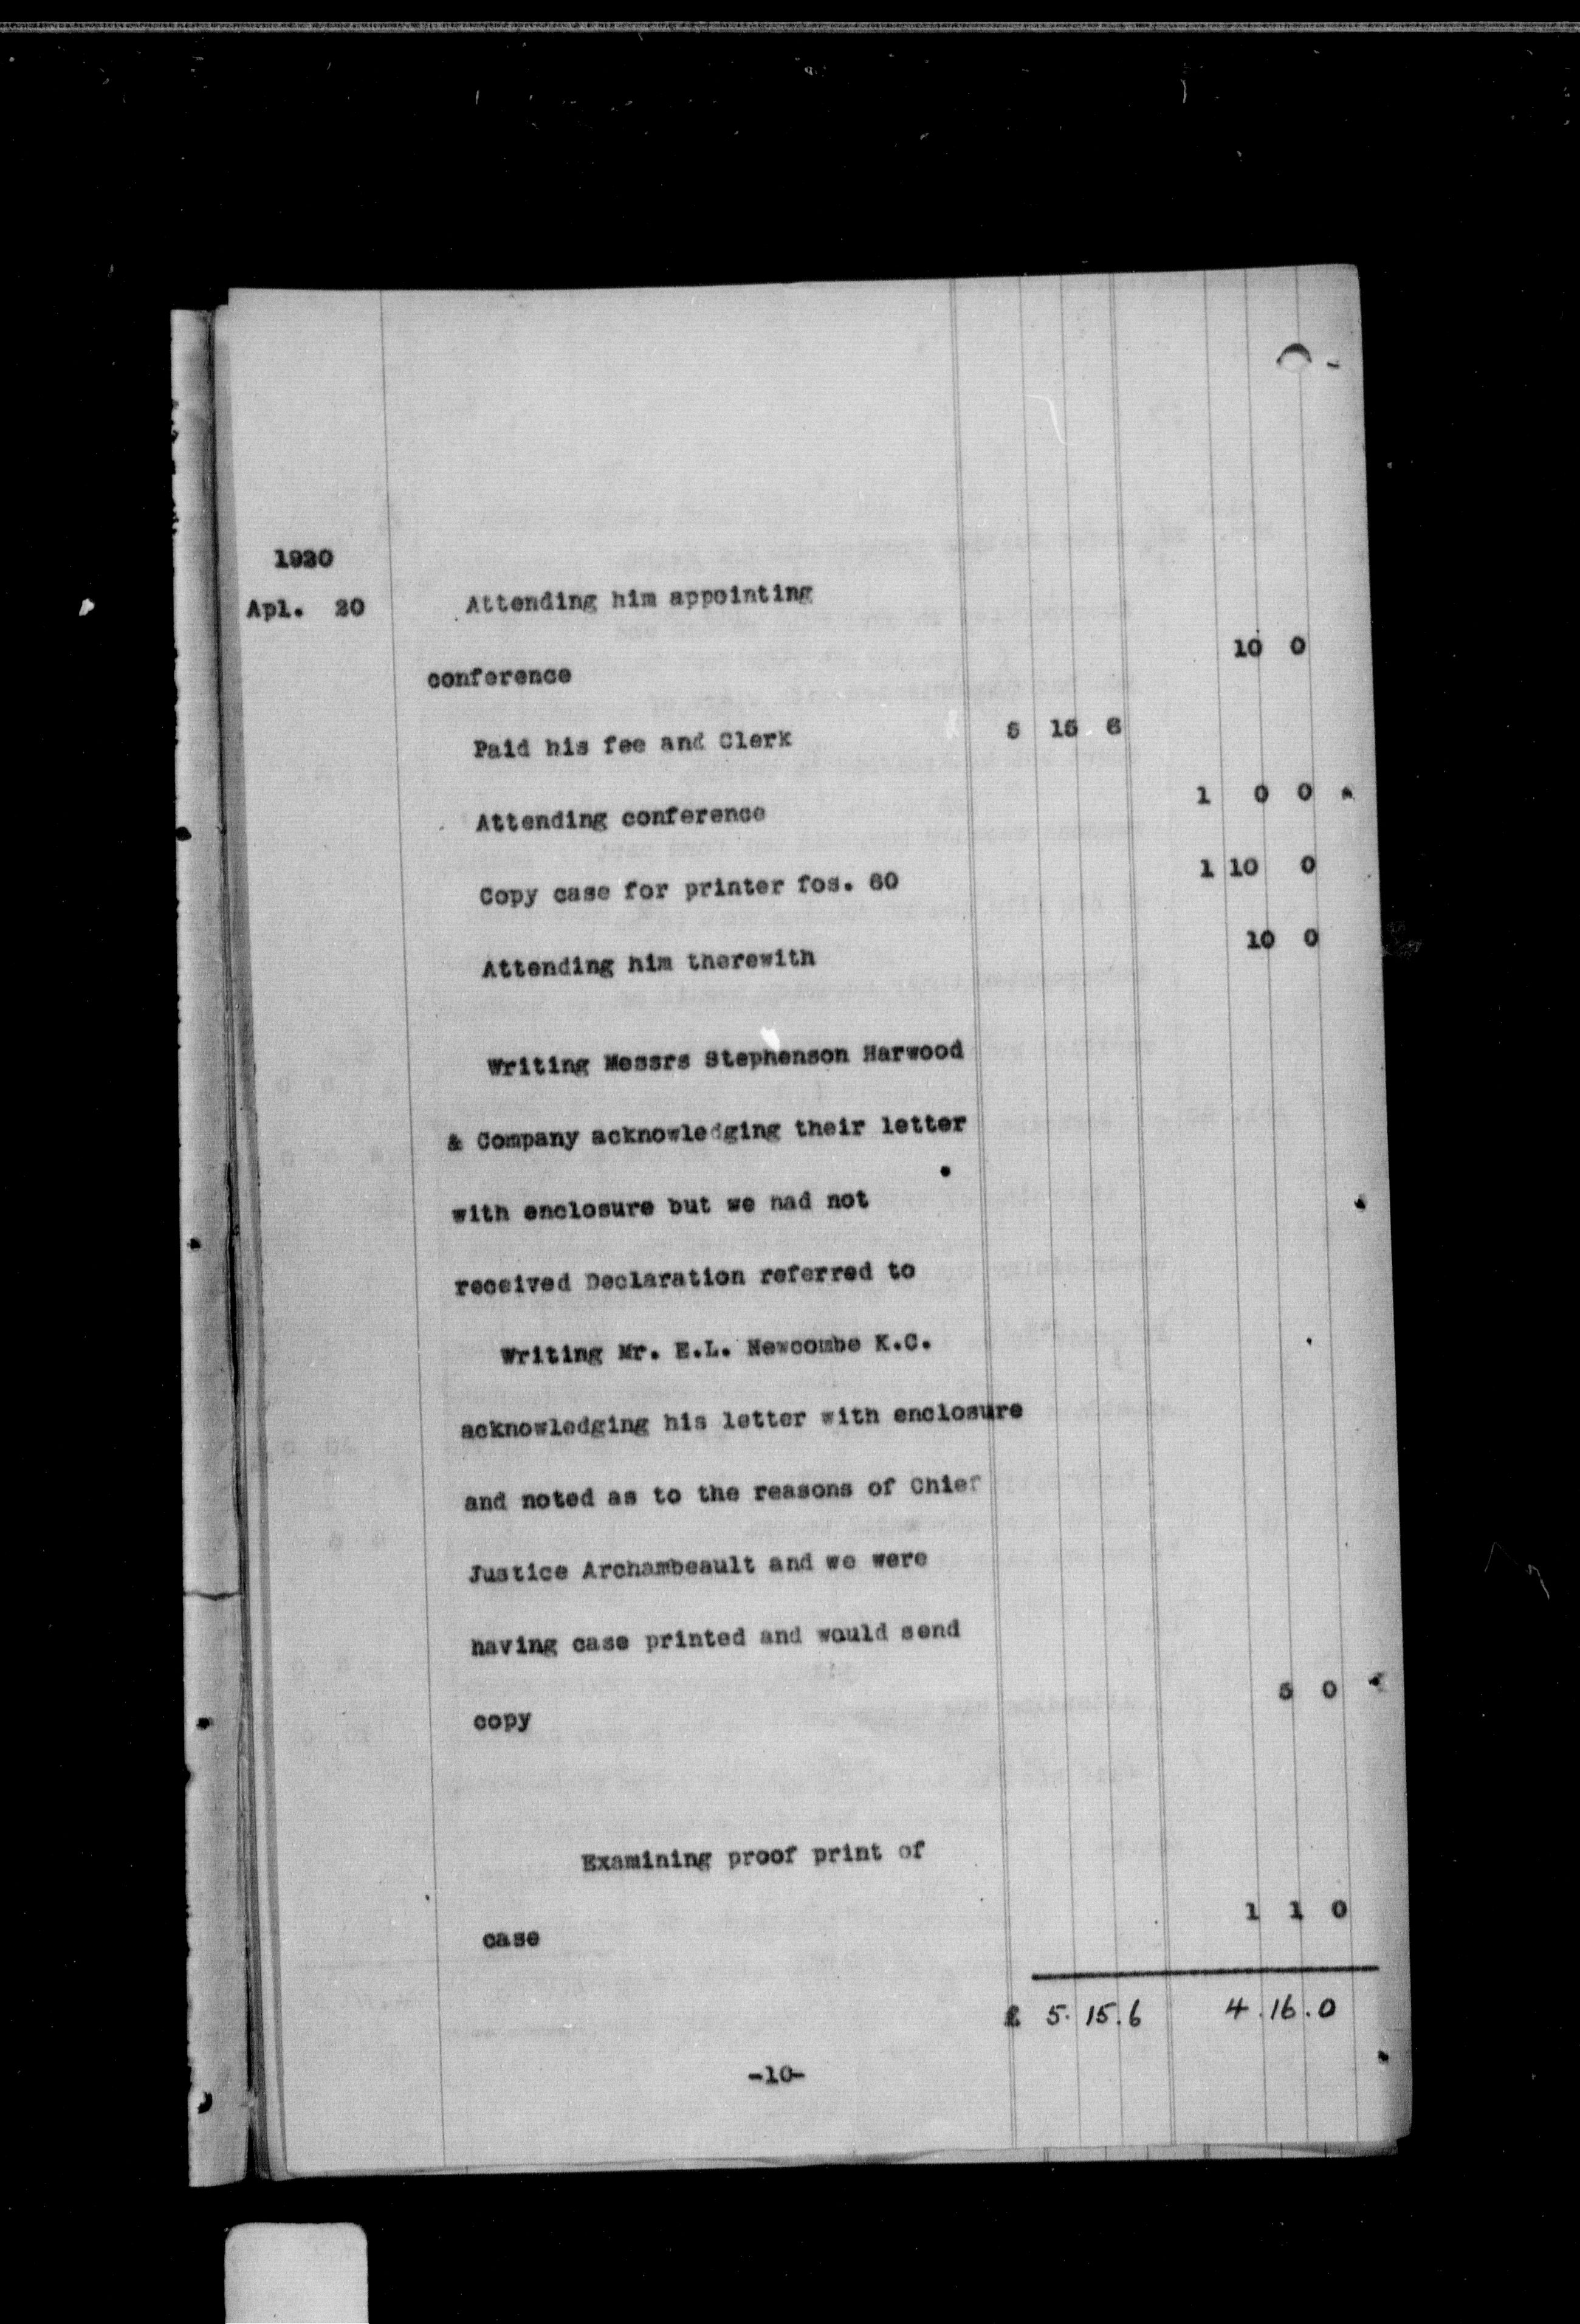 1920
Apl. 20 Attending him appointing
conference 10 0
Paid his fee and Clerk 5 15 6
Attending conference 1 0 0
Copy case for printer fos. 60 1 10 0
Attending him therewith 10 0
Writing Messrs Stephenson Harwood
& Company acknowledging their letter
with enclosure but we had not
received Declaration referred to
Writing Mr. E.L. Newcombe K.C.
acknowledging his letter with enclosure
and noted as to the reasons of Chief
Justice Archambeault and we were
having case printed and would send
copy 5 0
Examining proof print of
case 1 1 0
£ 5. 15. 6 4. 16. 0
-10-